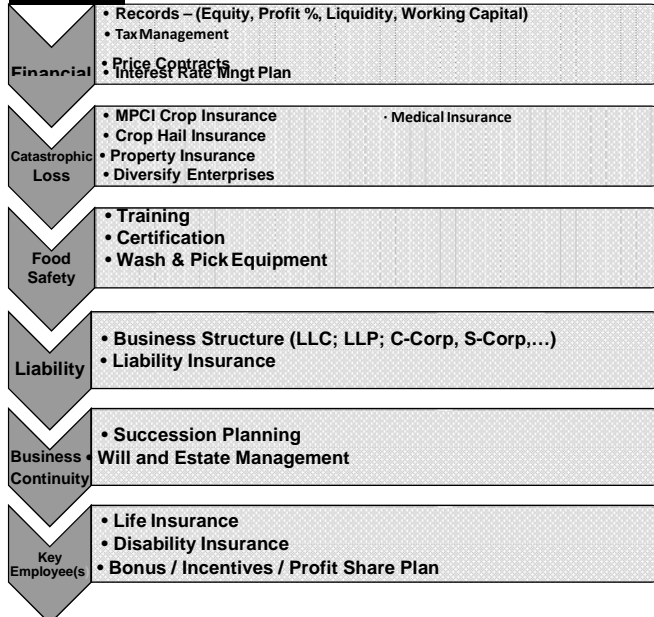 Financial
• Records – (Equity, Profit %, Liquidity, Working Capital)
• Tax Management
• Price Contracts
• Interest Rate Mngt Plan
Catastrophic
Loss
• MPCI Crop Insurance
· Medical Insurance
• Crop Hail Insurance
• Property Insurance
• Diversify Enterprises
Food
Safety
• Training
• Certification
• Wash & Pick Equipment
Liability
• Business Structure (LLC; LLP; C-Corp, S-Corp,…)
• Liability Insurance
Business
Continuity
• Succession Planning
• Will and Estate Management
Key
Employee(s
• Life Insurance
• Disability Insurance
• Bonus / Incentives / Profit Share Plan